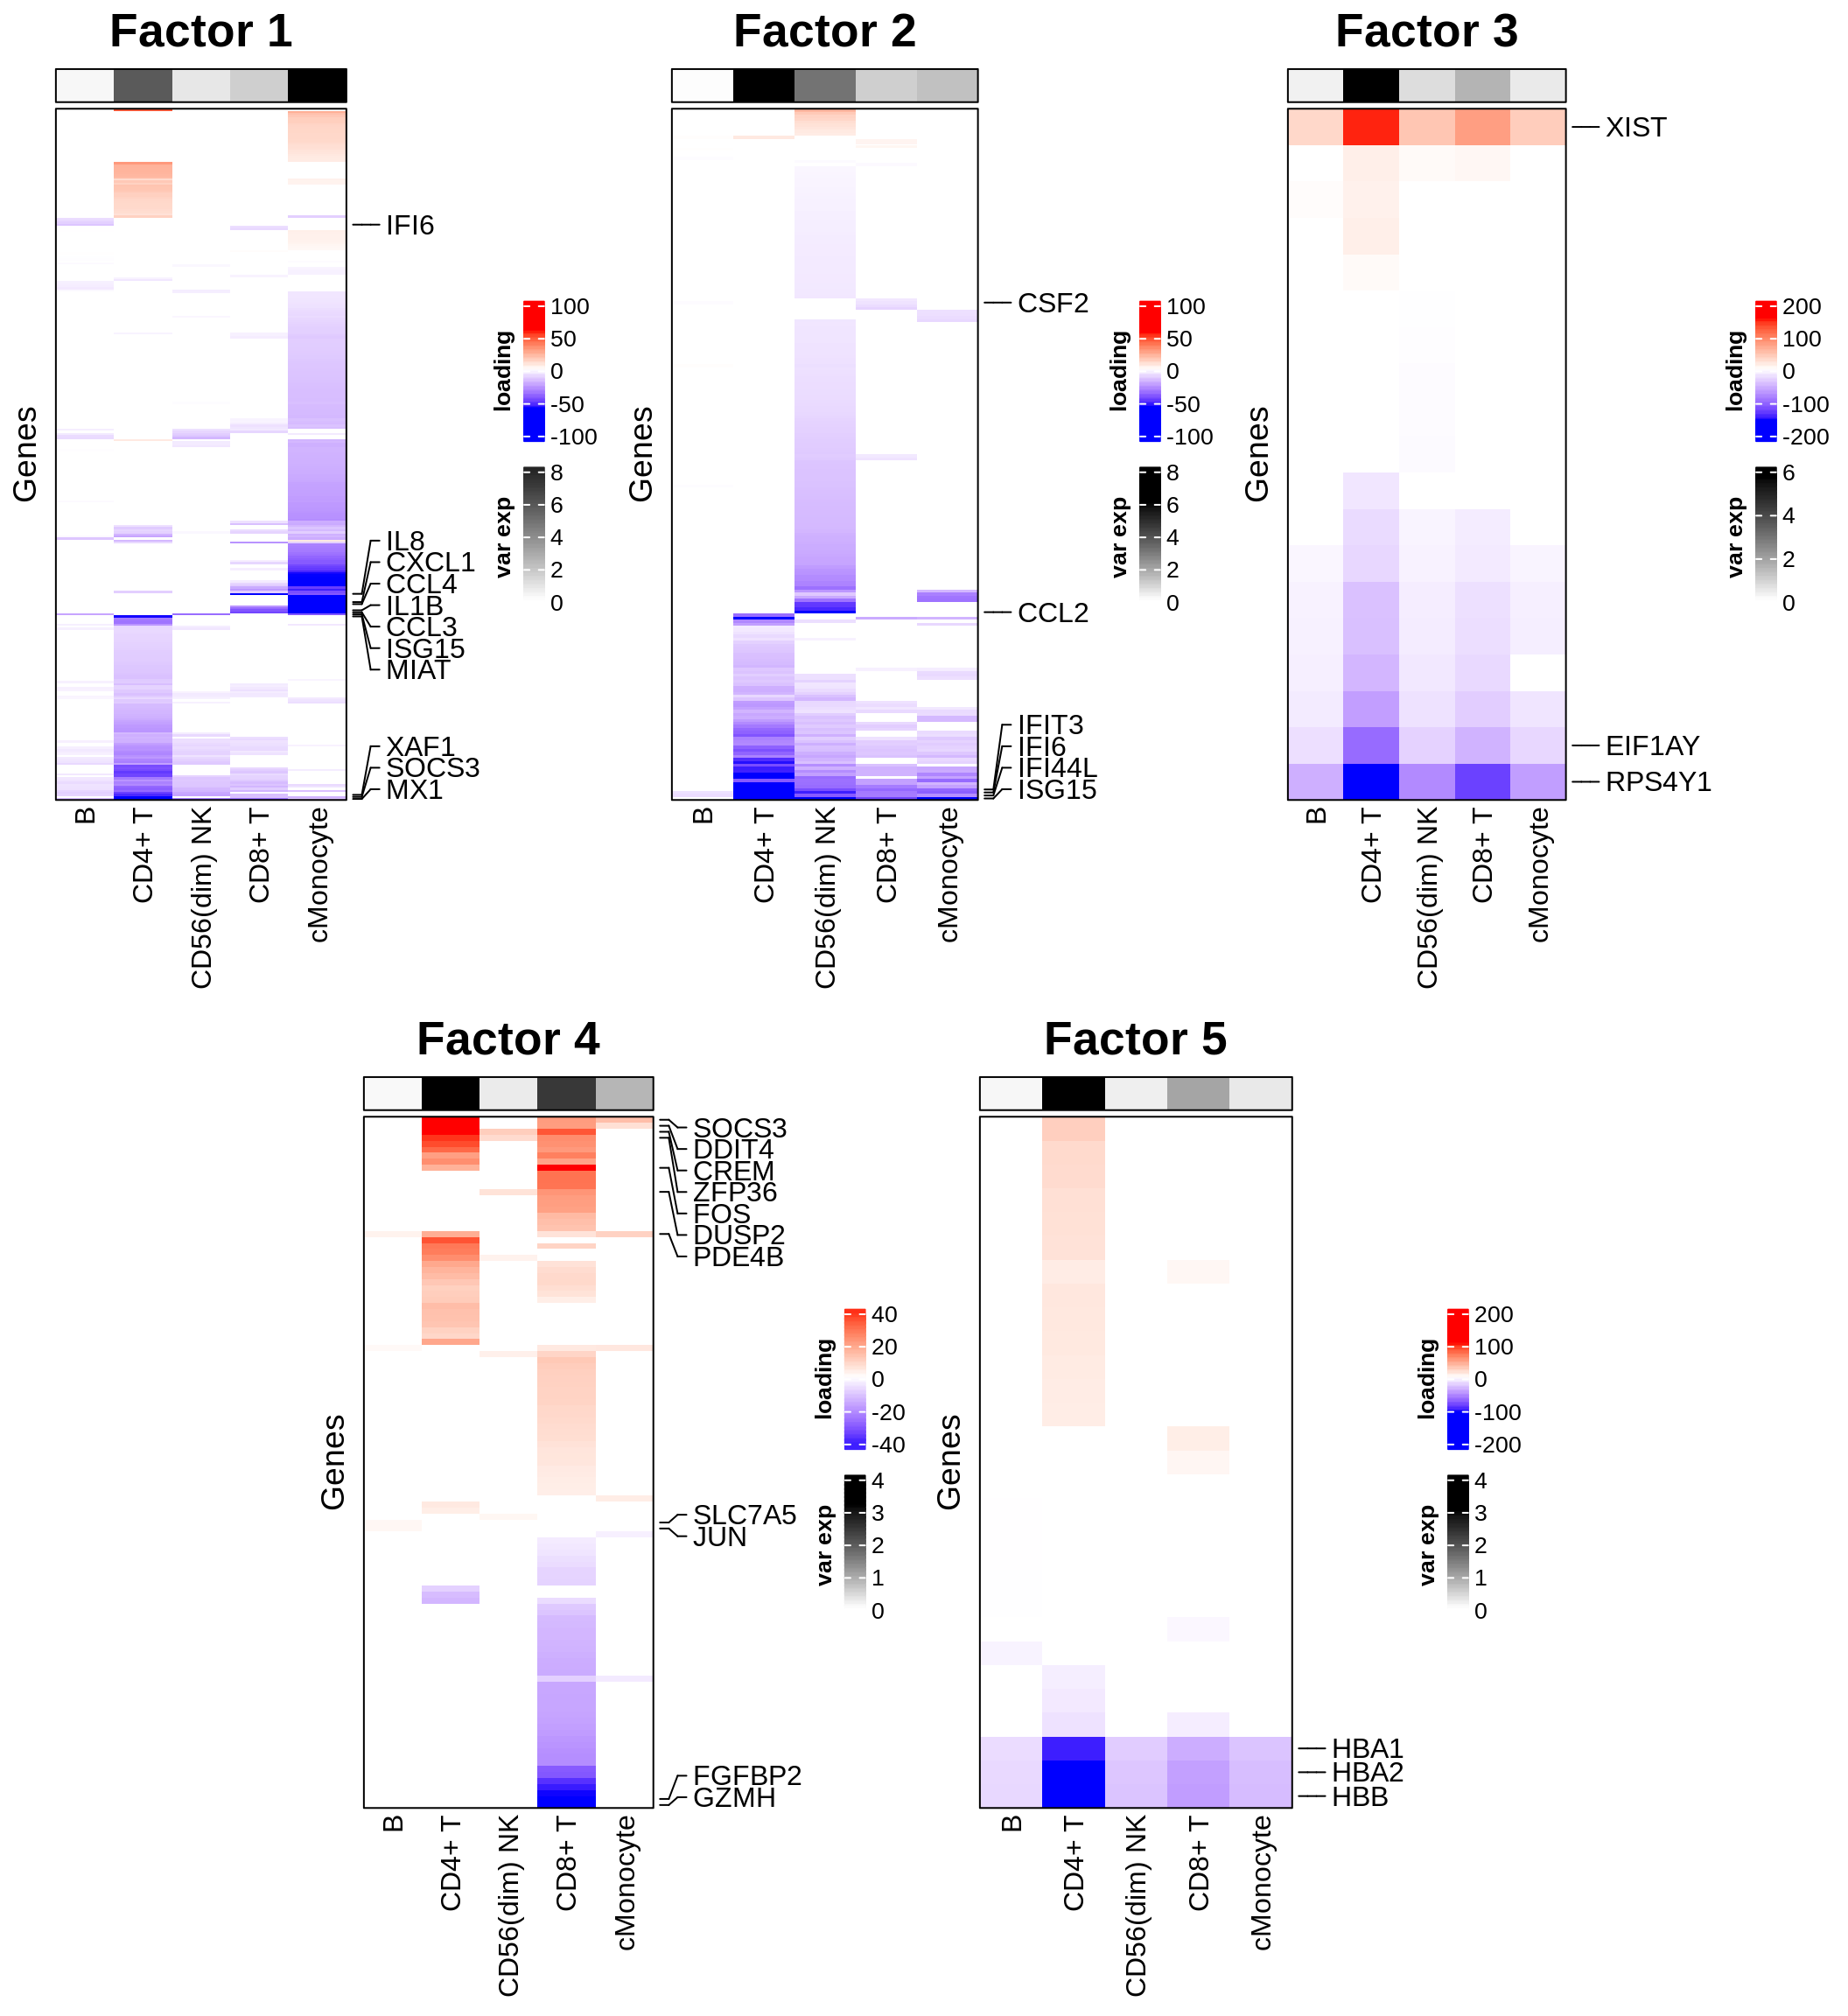 Factor 1
Genes
IFI6
IL8
CXCL1
CCL4
IL1B
CCL3
ISG15
MIAT
XAF1
SOCS3
MX1
B
CD4+ T
CD56(dim) NK
CD8+ T
cMonocyte
loading
100
50
0
-50
-100
var exp
8
6
4
2
0
Factor 2
Genes
CSF2
CCL2
IFIT3
IFI6
IFI44L
ISG15
B
CD4+ T
CD56(dim) NK
CD8+ T
cMonocyte
loading
100
50
0
-50
-100
var exp
8
6
4
2
0
Factor 3
Genes
XIST
EIF1AY
RPS4Y1
B
CD4+ T
CD56(dim) NK
CD8+ T
cMonocyte
loading
200
100
0
-100
-200
var exp
6
4
2
0
Factor 4
Genes
SOCS3
DDIT4
CREM
ZFP36
FOS
DUSP2
PDE4B
SLC7A5
JUN
FGFBP2
GZMH
B
CD4+ T
CD56(dim) NK
CD8+ T
cMonocyte
loading
40
20
0
-20
-40
var exp
4
3
2
1
0
Factor 5
Genes
HBA1
HBA2
HBB
B
CD4+ T
CD56(dim) NK
CD8+ T
cMonocyte
loading
200
100
0
-100
-200
var exp
4
3
2
1
0